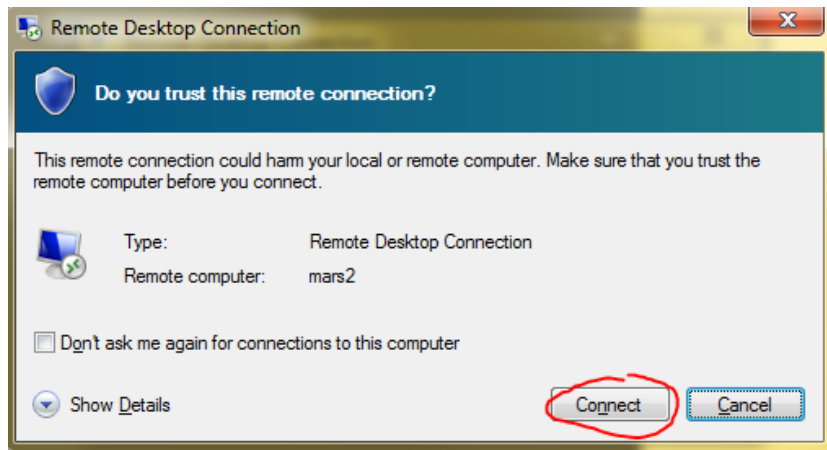 Remote Desktop Connection
Do you trust this remote connection?
This remote connection could harm your local or remote computer. Make sure that you trust the
remote computer before you connect.
Type: Remote Desktop Connection
Remote computer: mars2
Don't ask me again for connections to this computer
Show Details Connect Cancel